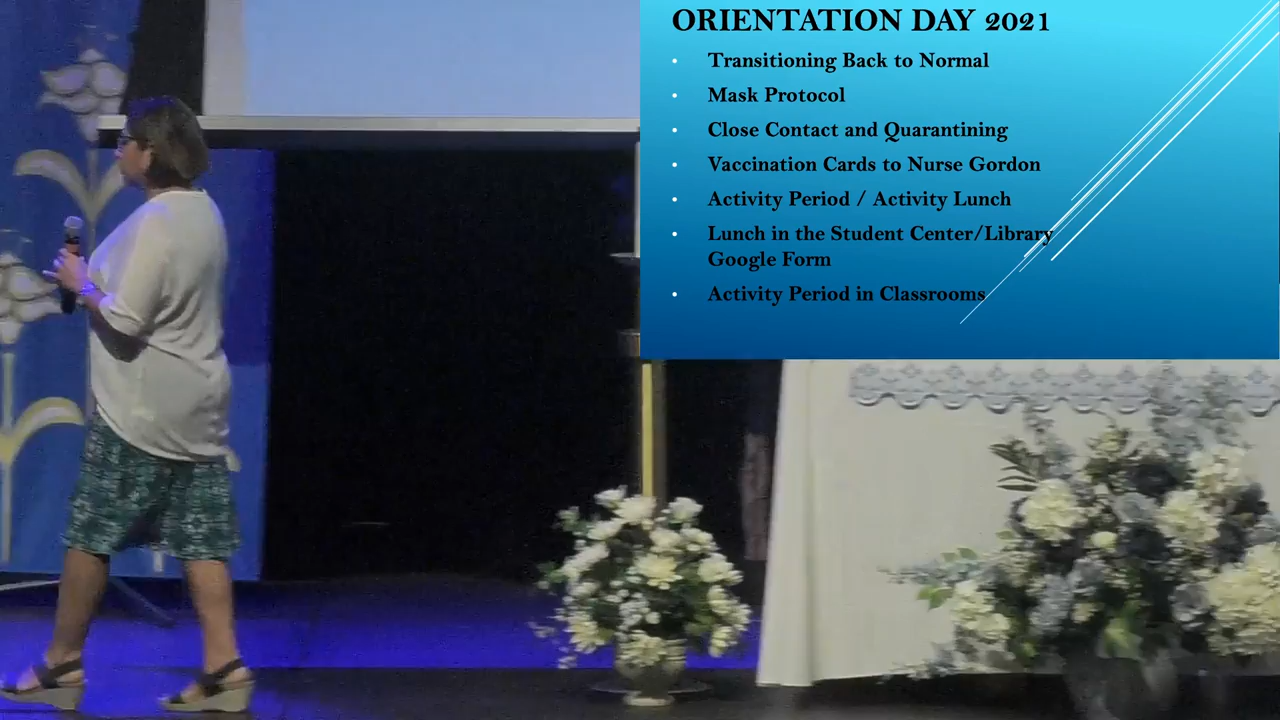 ORIENTATION DAY 2021
Transitioning Back to Normal
Mask Protocol
Close Contact and Quarantining
Vaccination Cards to Nurse Gordon
Activity Period / Activity Lunch
Lunch in the Student Center/Library
Google Form
Activity Period in Classrooms